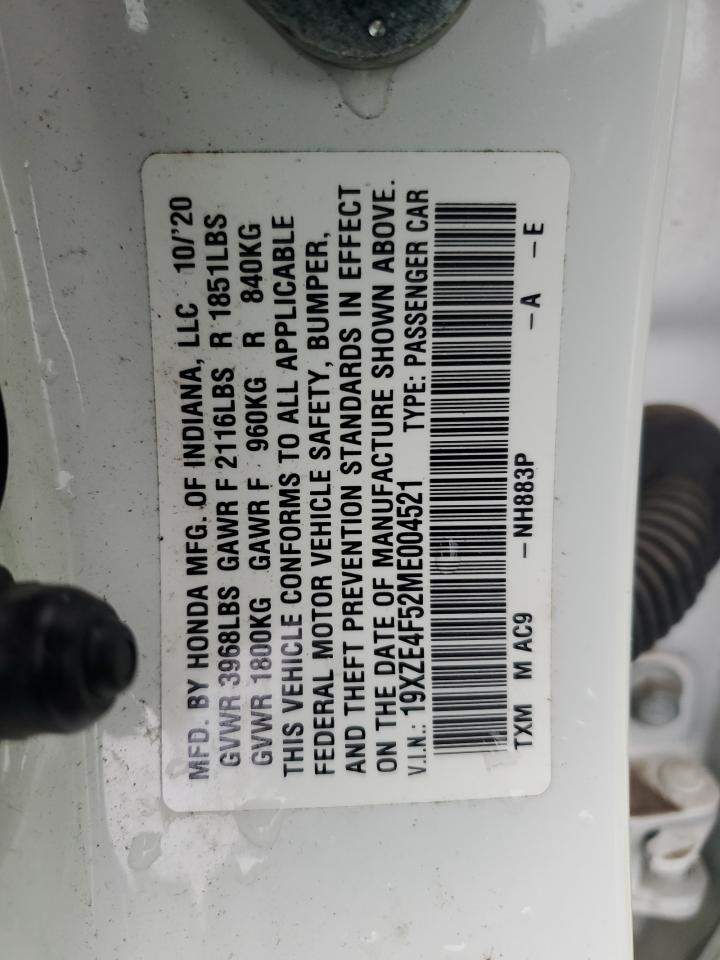 MFD. BY HONDA MFG. OF INDIANA, LLC 10/'20
GVWR 3968LBS GAWR F 2116LBS R 1851LBS
GVWR 1800KG GAWR F 960KG R 840KG
THIS VEHICLE CONFORMS TO ALL APPLICABLE
FEDERAL MOTOR VEHICLE SAFETY, BUMPER,
AND THEFT PREVENTION STANDARDS IN EFFECT
ON THE DATE OF MANUFACTURE SHOWN ABOVE.
V.I.N.: 19XZE4F52ME004521 TYPE: PASSENGER CAR
TXM M AC9 -NH883P -A -E